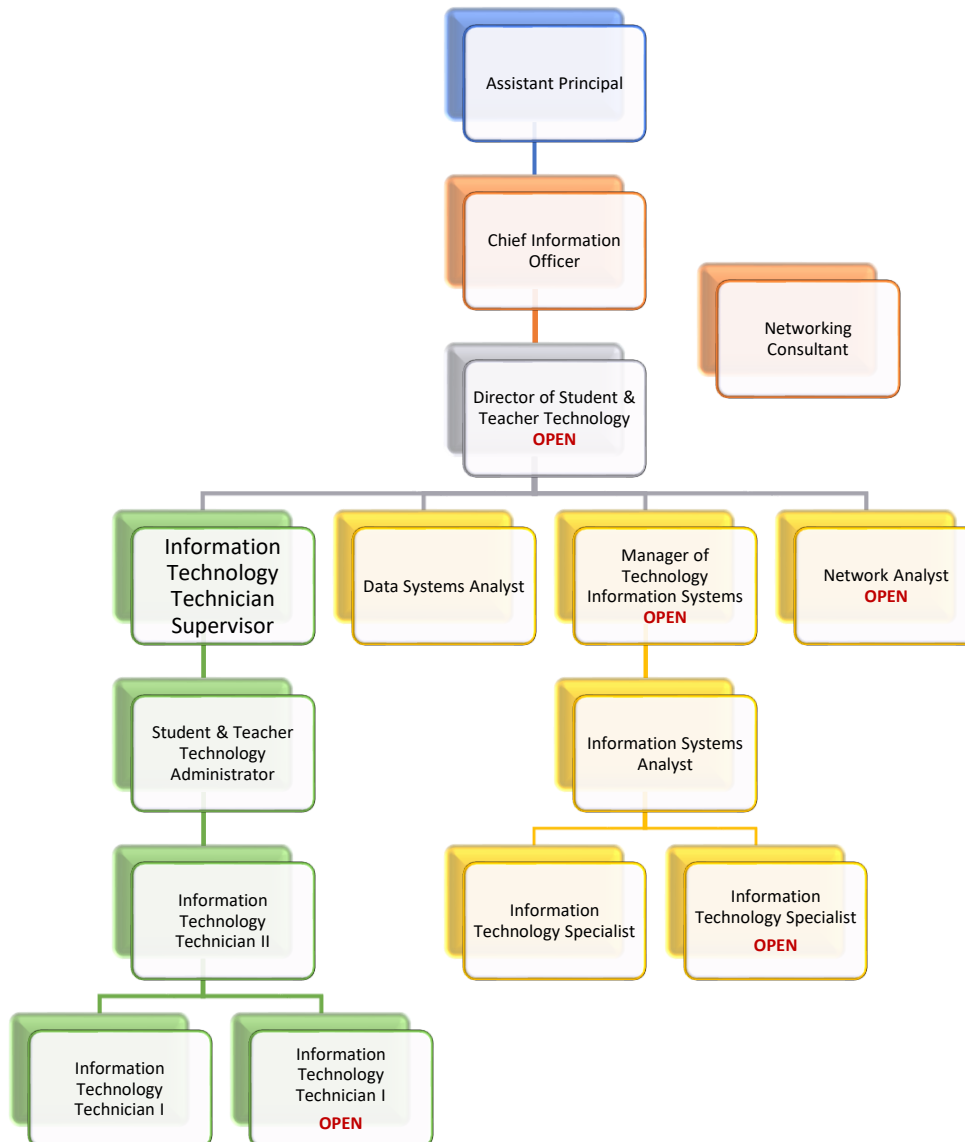 Assistant Principal
Chief Information
Officer
Networking
Consultant
Director of Student &
Teacher Technology
OPEN
Information
Technology
Technician
Supervisor
Data Systems Analyst
Manager of
Technology
Information Systems
OPEN
Network Analyst
OPEN
Student & Teacher
Technology
Administrator
Information Systems
Analyst
Information
Technology
Technician II
Information
Technology Specialist
Information
Technology Specialist
OPEN
Information
Technology
Technician I
Information
Technology
Technician I
OPEN